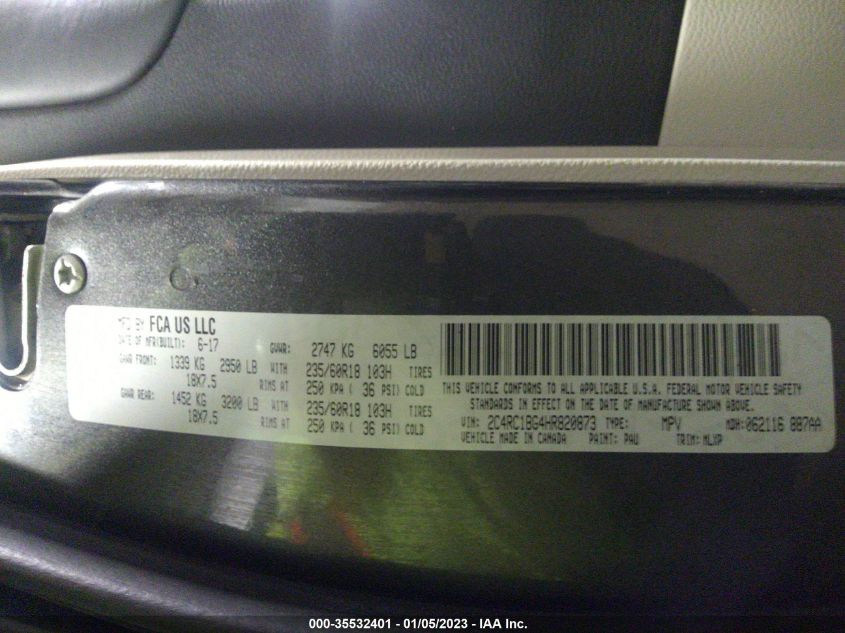 MFD BY FCA US LLC
DATE OF MFR(BUILT): 6-17 GVWR: 2747 KG 6055 LB
GAWR FRONT: 1339 KG 2950 LB WITH 235/60R18 103H TIRES
18X7.5 RIMS AT 250 KPA ( 36 PSI) COLD
GAWR REAR: 1452 KG 3200 LB WITH 235/60R18 103H TIRES
18X7.5 RIMS AT 250 KPA ( 36 PSI) COLD
THIS VEHICLE CONFORMS TO ALL APPLICABLE U.S.A. FEDERAL MOTOR VEHICLE SAFETY
STANDARDS IN EFFECT ON THE DATE OF MANUFACTURE SHOWN ABOVE.
VIN: 2C4RC1BG4HR820873 TYPE: MPV MDH: 062116 887AA
VEHICLE MADE IN CANADA PAINT: PAU TRIM: MLXP
000-35532401 - 01/05/2023 - IAA Inc.